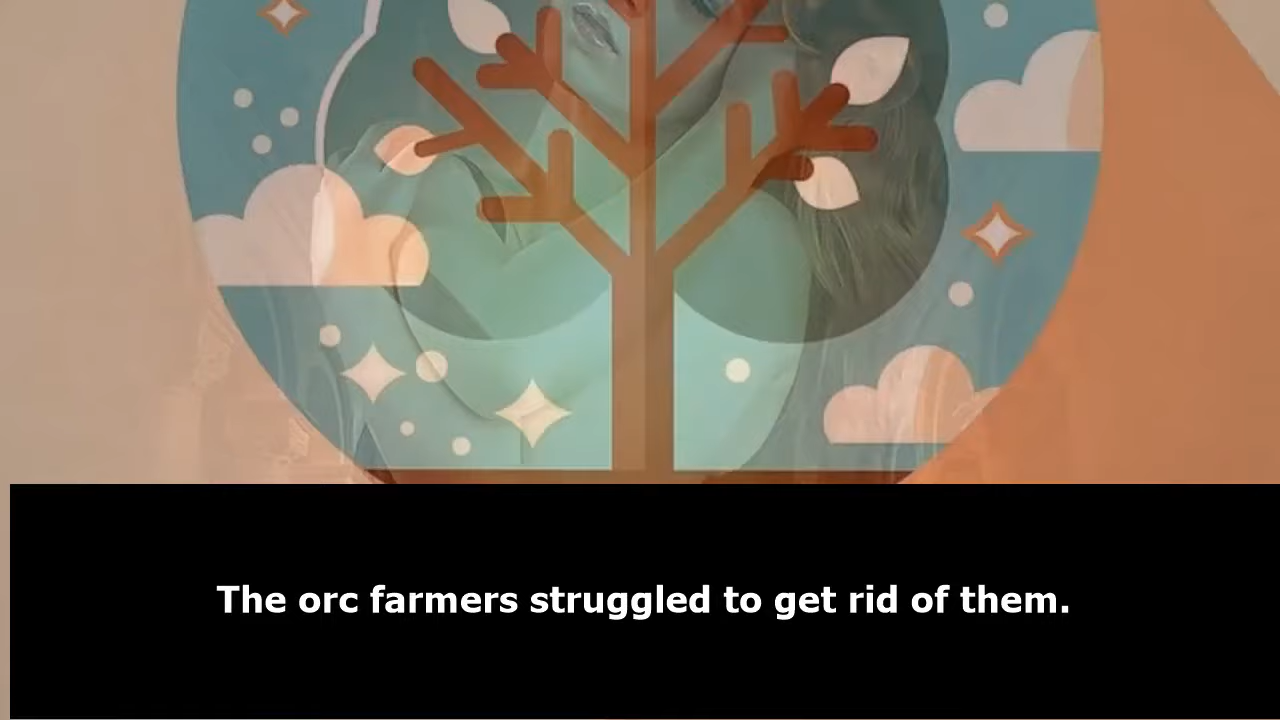 The orc farmers struggled to get rid of them.